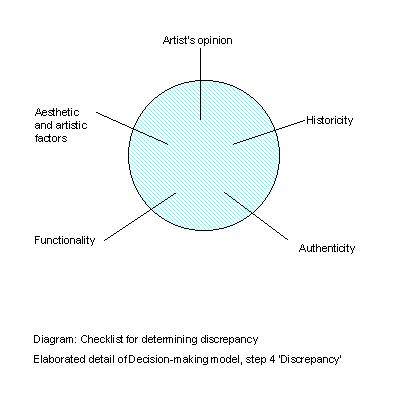 Artist's opinion
Aesthetic
and artistic
factors
Historicity
Functionality
Authenticity
Diagram: Checklist for determining discrepancy
Elaborated detail of Decision-making model, step 4 'Discrepancy'